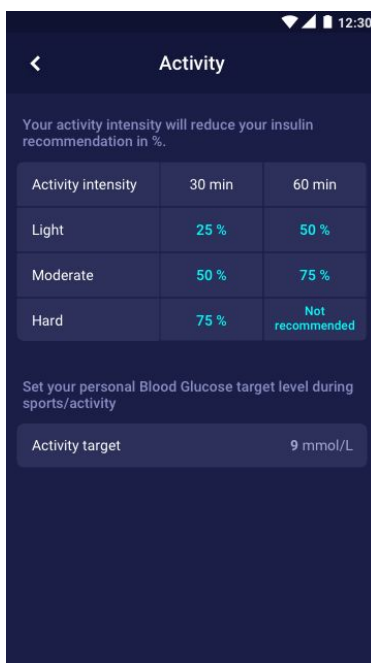 12:30
Activity
Your activity intensity will reduce your insulin
recommendation in %.
Activity intensity 30 min 60 min
Light 25 % 50 %
Moderate 50 % 75 %
Hard 75 % Not
recommended
Set your personal Blood Glucose target level during
sports/activity
Activity target 9 mmol/L